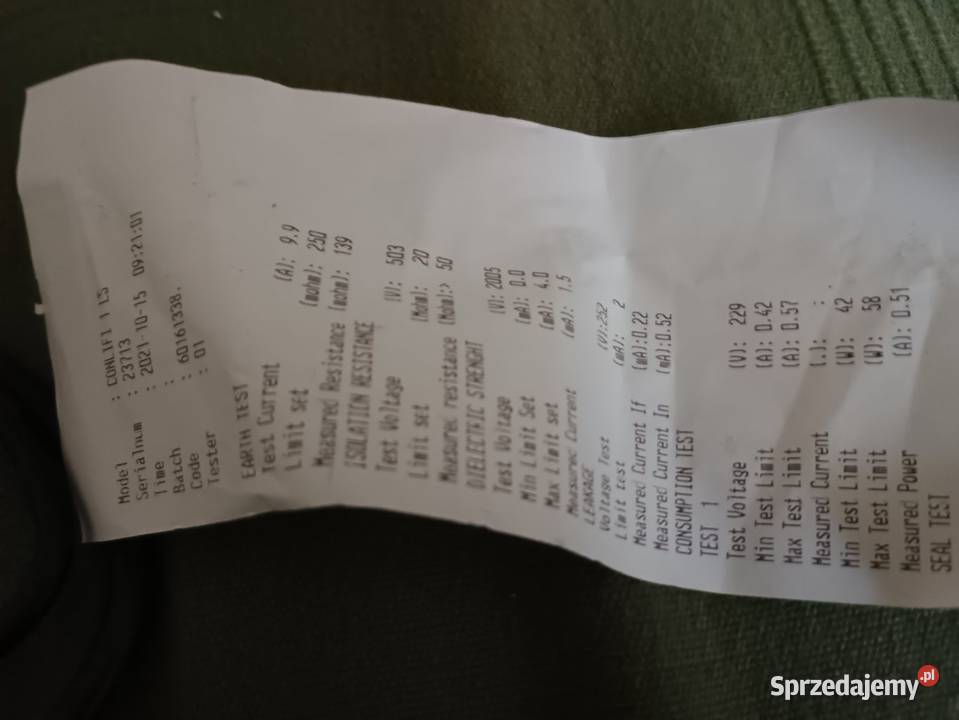 Model : CONLIFI 1 LS
Serialnum : 23713
Time : 2021-10-15 09:21:01
Batch :
Code : 60161338.
Tester : 01
EARTH TEST
Test Current (A): 9.9
Limit set (mohm): 250
Measured Resistance (mohm): 139
ISOLATION RESISTANCE
Test Voltage (V): 503
Limit set (Mohm): 20
Measured resistance (Mohm):> 50
DIELECTRIC STRENGHT
Test Voltage (V): 2005
Min Limit Set (mA): 0.0
Max Limit set (mA): 4.0
Measured Current (mA): 1.5
LEAKAGE
Voltage Test (V):252
Limit test (mA): 2
Measured Current If (mA):0.22
Measured Current In (mA):0.52
CONSUMPTION TEST
TEST 1
Test Voltage (V): 229
Min Test Limit (A): 0.42
Max Test Limit (A): 0.57
Measured Current (.): : .
Min Test Limit (W): 42
Max Test Limit (W): 58
Measured Power (A): 0.51
SEAL TEST
Sprzedajemy.pl